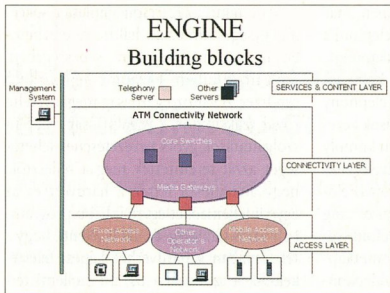 ENGINE
Building blocks
Management
System
Telephony
Server
Other
Servers
SERVICES & CONTENT LAYER
ATM Connectivity Network
Core Switches
CONNECTIVITY LAYER
Media Gateways
Fixed Access
Network
Other
Operator's
Network
Mobile Access
Network
ACCESS LAYER